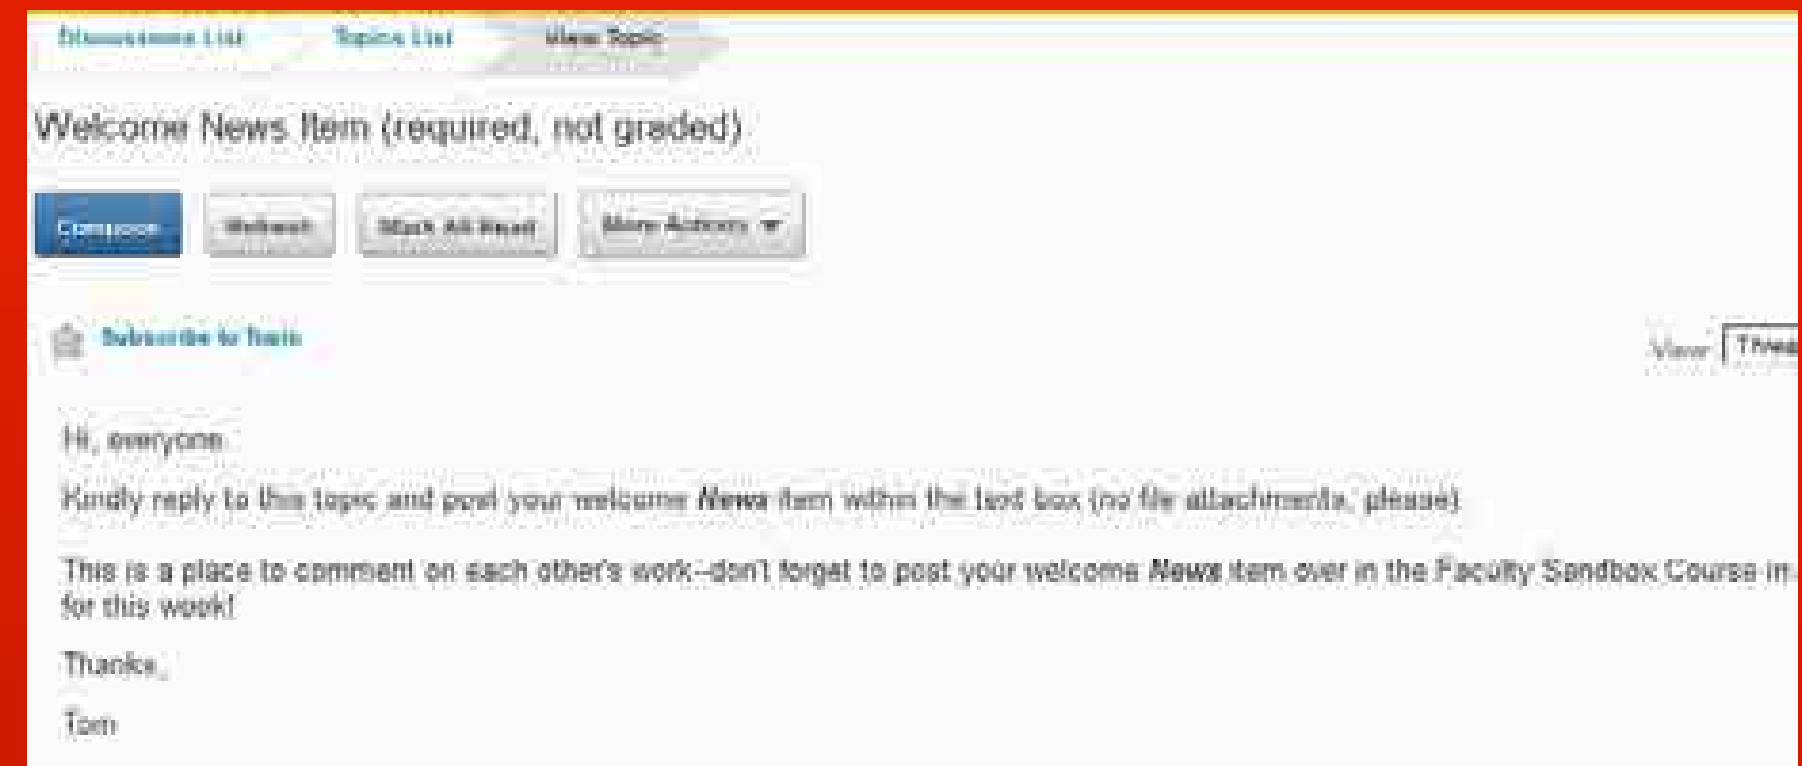 Discussions List Topics List View Topic
Welcome News Item (required, not graded)
Compose Refresh Mark All Read More Actions
Subscribe to Topic
View Threa
Hi, everyone.
Kindly reply to this topic and post your welcome News item within the text box (no file attachments, please)
This is a place to comment on each other's work--don't forget to post your welcome News item over in the Faculty Sandbox Course in
for this week!
Thanks,
Tom